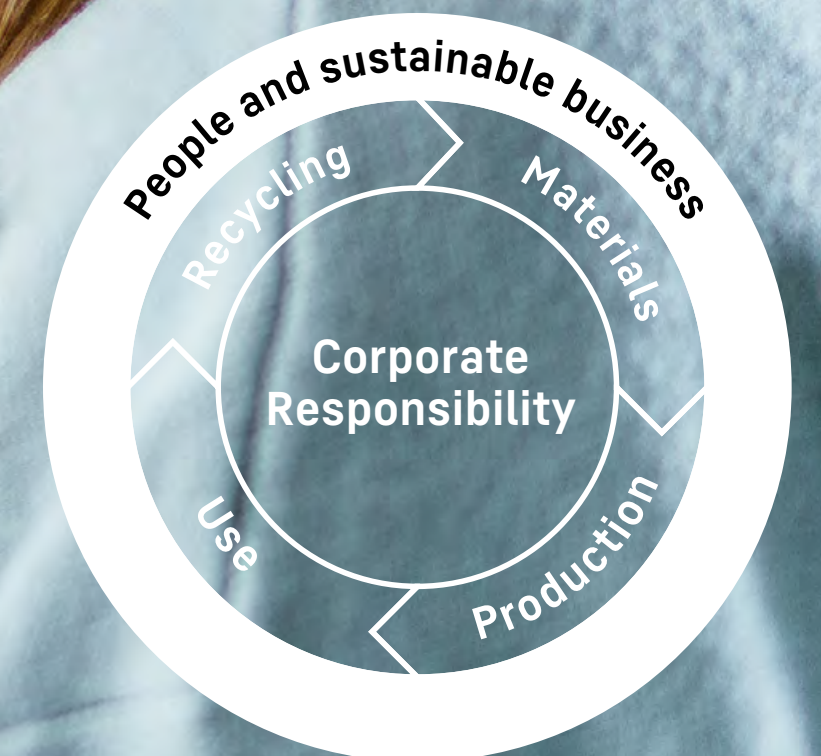 People and sustainable business
Recycling
Materials
Corporate
Responsibility
Use
Production